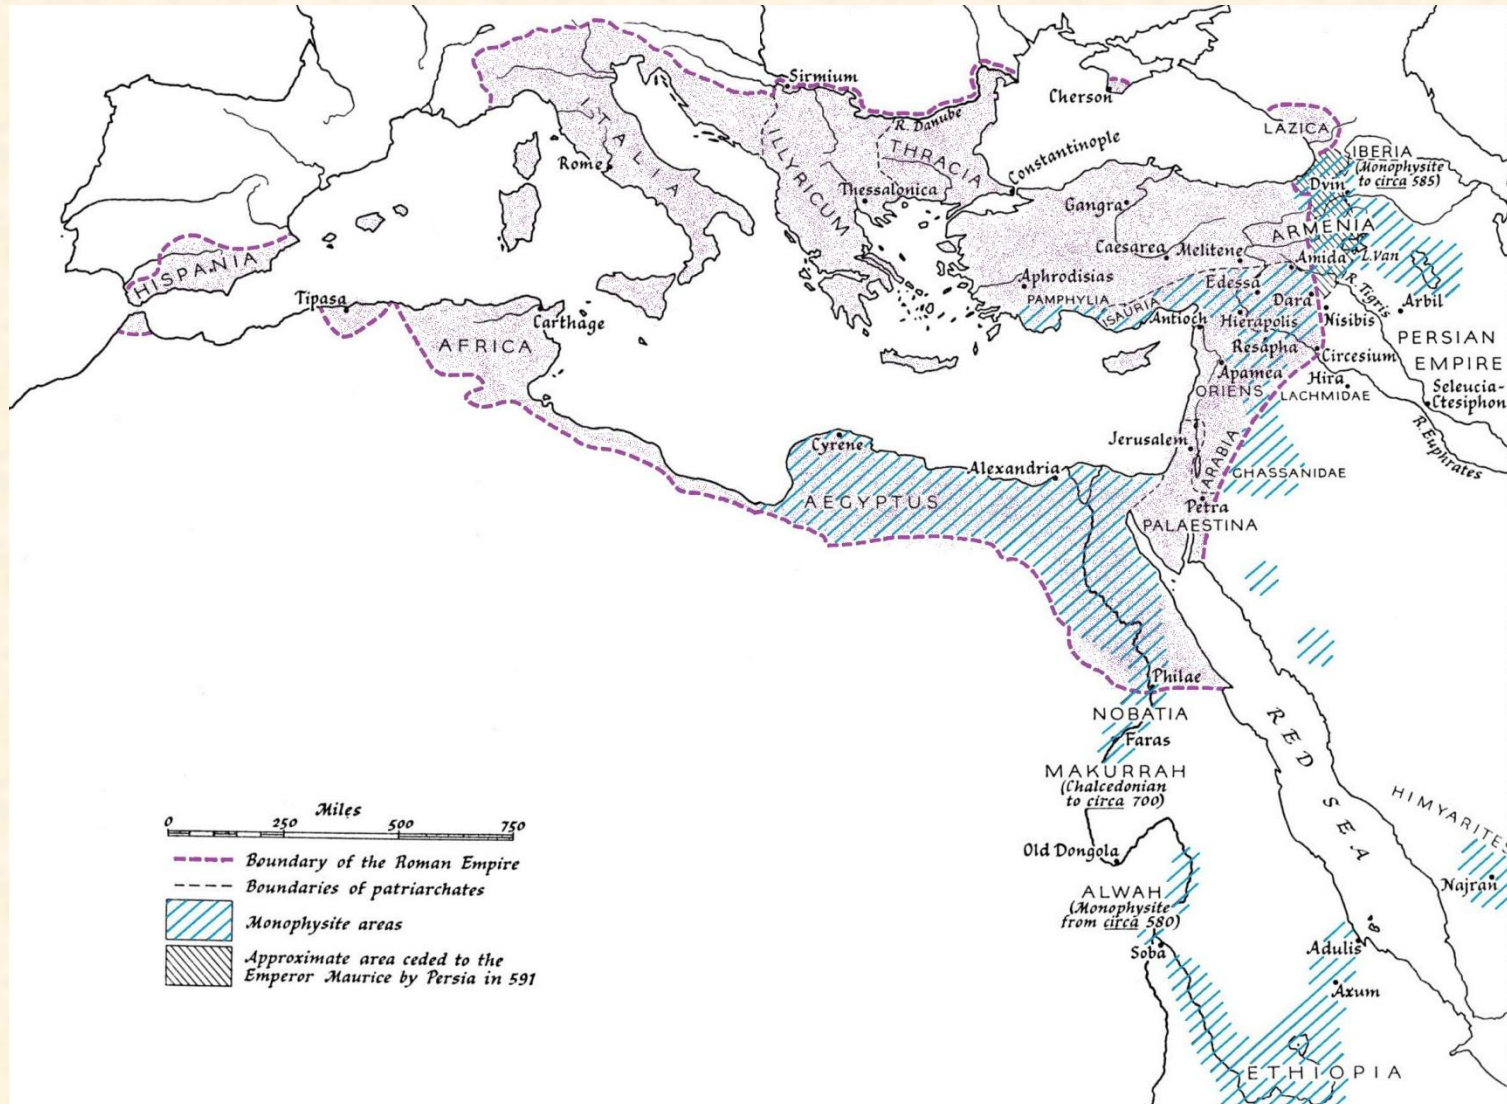 Sirmium
Cherson
R. Danube
LAZICA
ITALIA
ILLYRICUM
THRACIA
Constantinople
IBERIA
(Monophysite
to circa 585)
Rome
Dvin
Thessalonica
Gangra
ARMENIA
HISPANIA
Caesarea
Melitene
Amida
L.Van
Aphrodisias
Edessa
R. Tigris
PAMPHYLIA
ISAURIA
Dara
Arbil
Tipasa
Carthage
Antioch
Hierapolis
Nisibis
AFRICA
Resapha
PERSIAN
EMPIRE
Circesium
Apamea
Hira
ORIENS
LACHMIDAE
Seleucia-
Ctesiphon
R. Euphrates
Cyrene
Jerusalem
ARABIA
Alexandria
GHASSANIDAE
AEGYPTUS
Petra
PALAESTINA
Philae
NOBATIA
Faras
RED SEA
MAKURRAH
(Chalcedonian
to circa 700)
HIMYARITES
Old Dongola
Najran
ALWAH
(Monophysite
from circa 580)
Soba
Adulis
Axum
ETHIOPIA
Miles
0 250 500 750
Boundary of the Roman Empire
Boundaries of patriarchates
Monophysite areas
Approximate area ceded to the
Emperor Maurice by Persia in 591